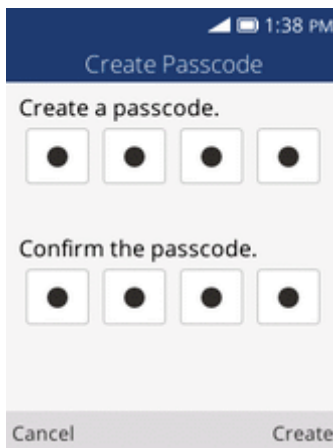 1:38 PM
Create Passcode
Create a passcode.
Confirm the passcode.
Cancel Create